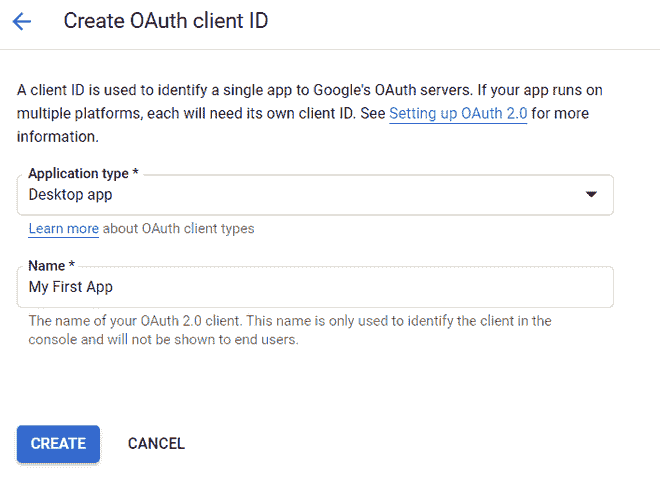 Create OAuth client ID
A client ID is used to identify a single app to Google's OAuth servers. If your app runs on
multiple platforms, each will need its own client ID. See Setting up OAuth 2.0 for more
information.
Application type *
Desktop app
Learn more about OAuth client types
Name *
My First App
The name of your OAuth 2.0 client. This name is only used to identify the client in the
console and will not be shown to end users.
CREATE CANCEL